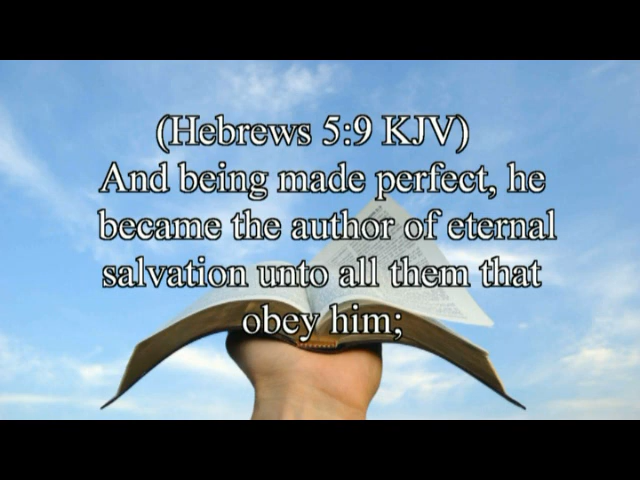 (Hebrews 5:9 KJV)
And being made perfect, he
became the author of eternal
salvation unto all them that
obey him;